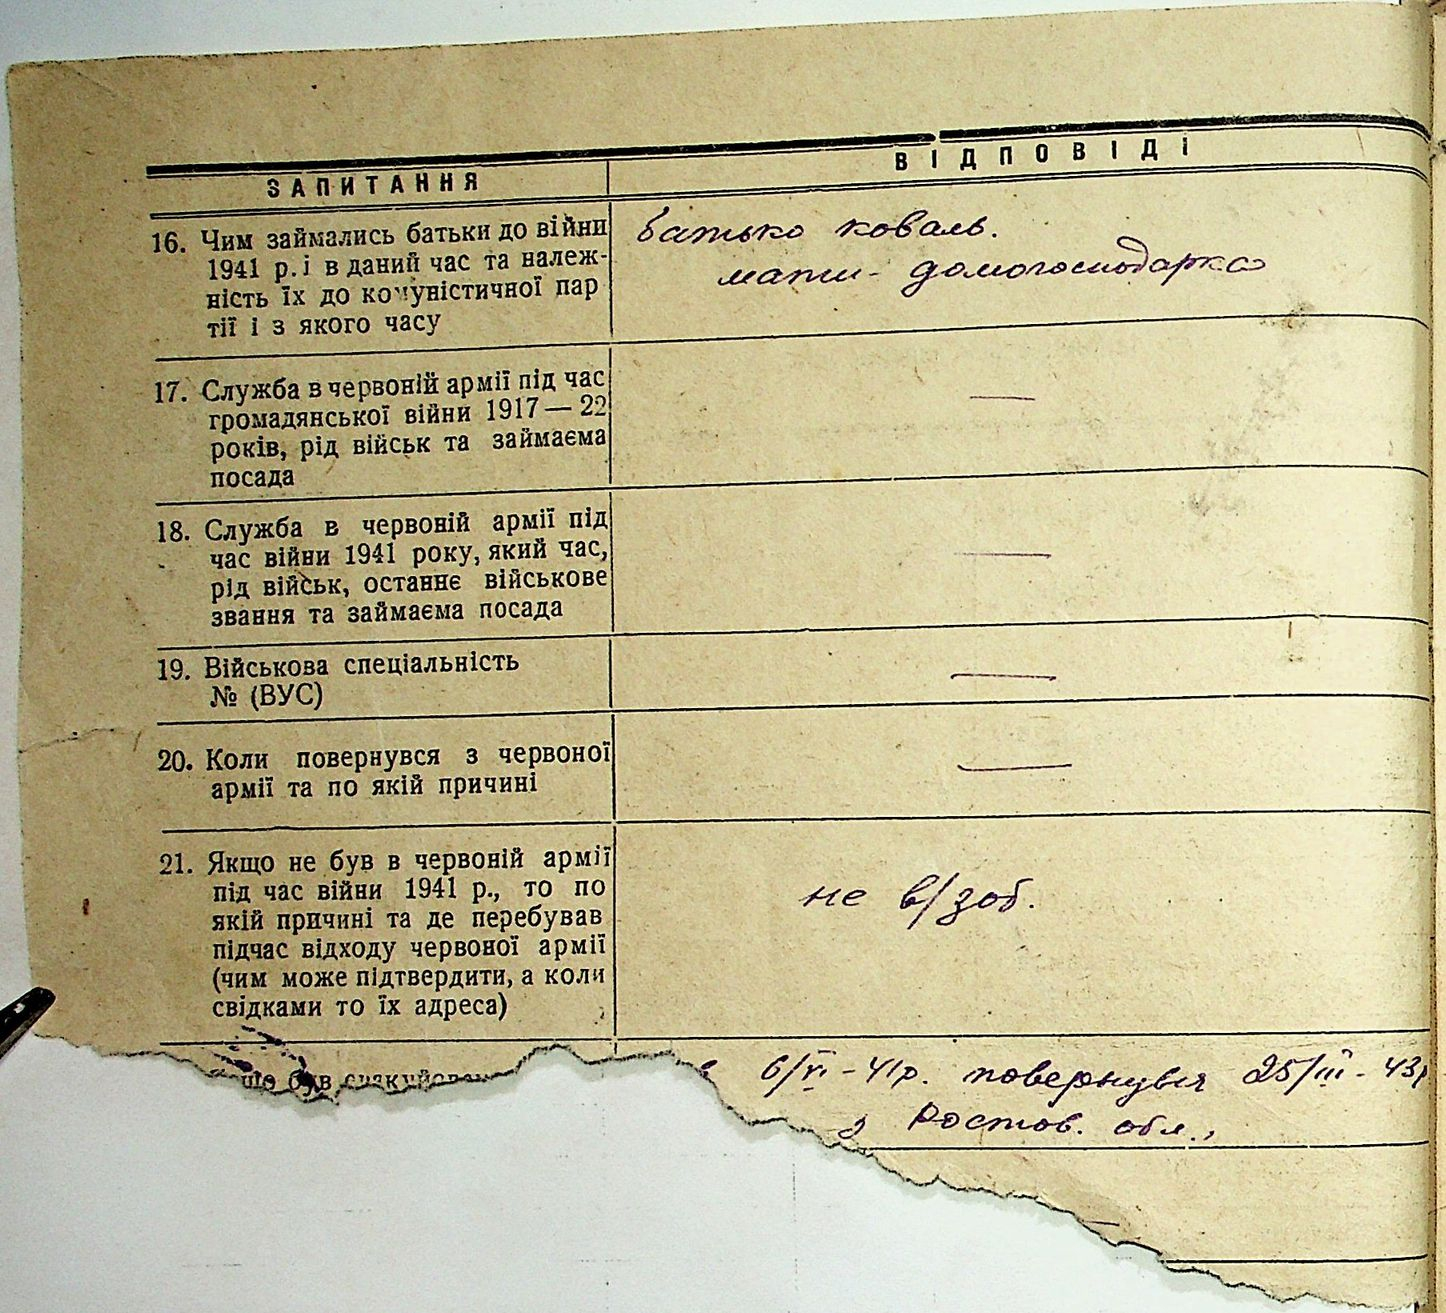 ЗАПИТАННЯ
ВІДПОВІДІ
16. Чим займались батьки до війни
1941 р. і в даний час та належ-
ність їх до комуністичної пар
тії і з якого часу
батько коваль.
мати - домогосподарка
17. Служба в червоній армії під час
громадянської війни 1917 — 22
років, рід військ та займаєма
посада
—
18. Служба в червоній армії під
час війни 1941 року, який час,
рід військ, останнє військове
звання та займаєма посада
—
19. Військова спеціальність
№ (ВУС)
—
20. Коли повернувся з червоної
армії та по якій причині
—
21. Якщо не був в червоній армії
під час війни 1941 р., то по
якій причині та де перебував
підчас відходу червоної армії
(чим може підтвердити, а коли
свідками то їх адреса)
не в/зоб.
був
6/VI - 41р. повернувся 25/III - 43р
з Ростов. обл.,